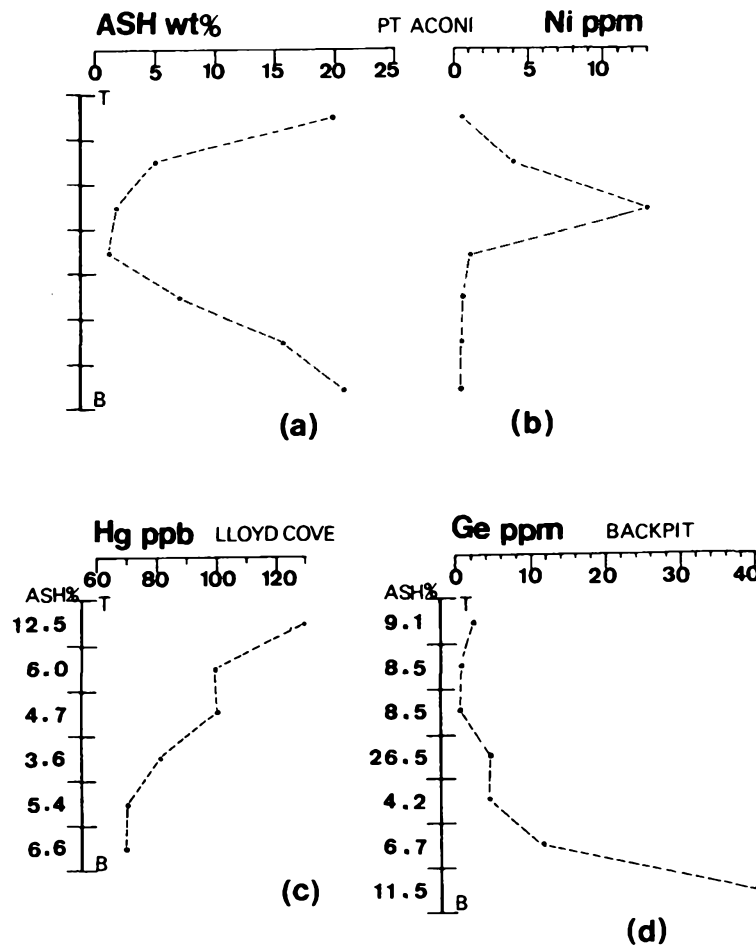 ASH wt% PT ACONI Ni ppm
0 5 10 15 20 25 0 5 10
T
B
(a) (b)
Hg ppb LLOYD COVE Ge ppm BACKPIT
60 80 100 120 0 10 20 30 40
ASH% T ASH% T
12.5 9.1
6.0 8.5
4.7 8.5
3.6 26.5
5.4 4.2
6.6 B 6.7
11.5 B
(c) (d)